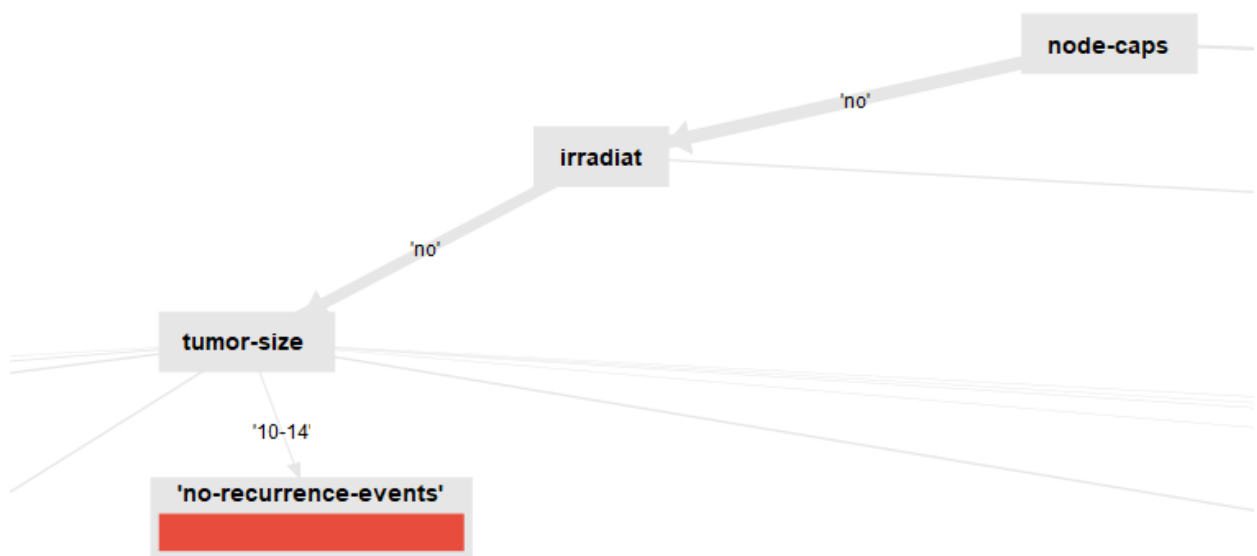 node-caps
'no'
irradiat
'no'
tumor-size
'10-14'
'no-recurrence-events'